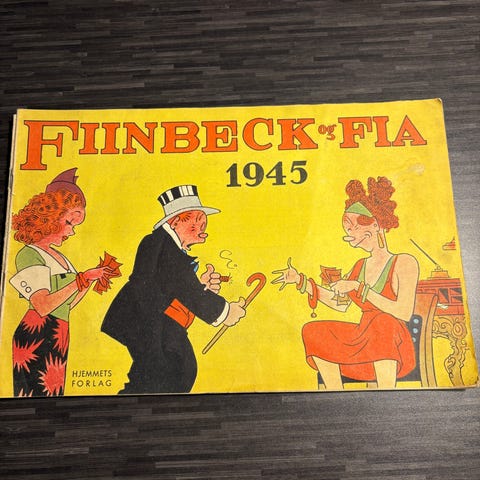 FIINBECK og FIA
1945
HJEMMETS
FORLAG